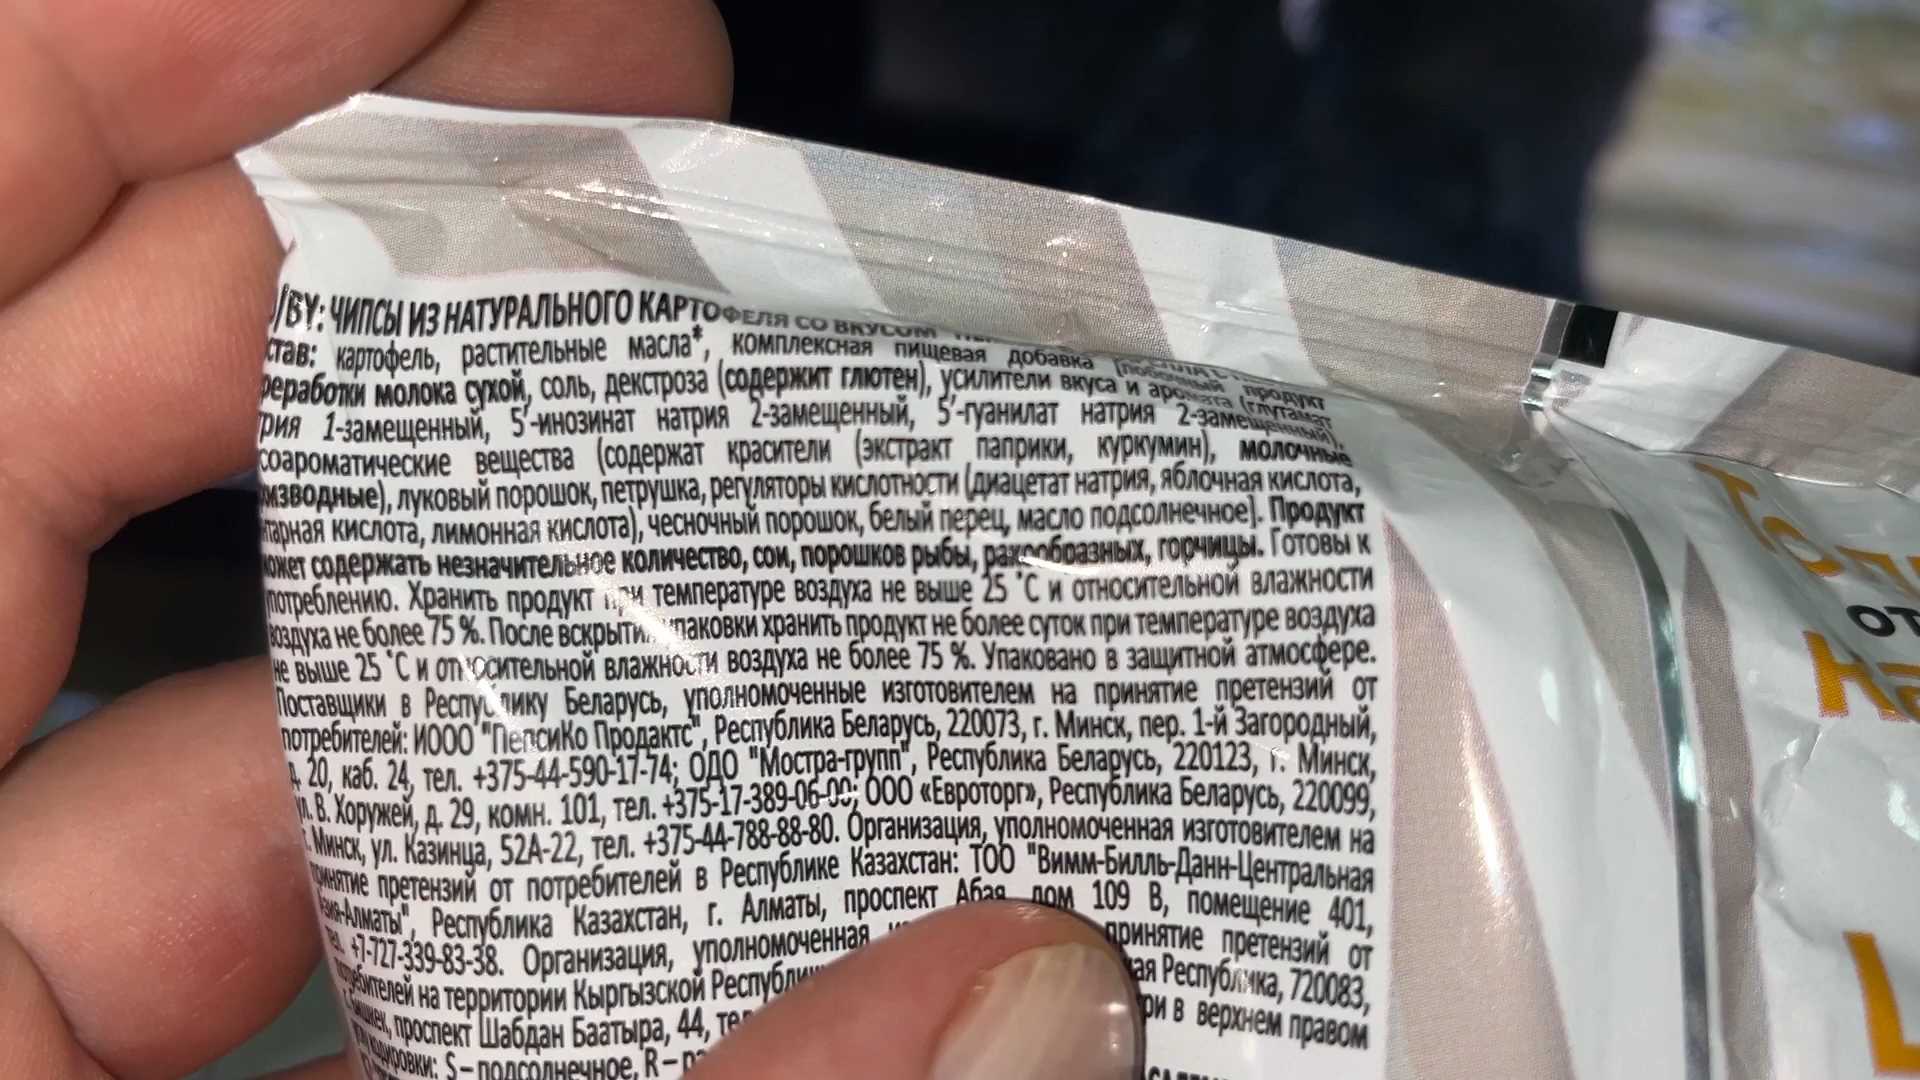 /BY: ЧИПСЫ ИЗ НАТУРАЛЬНОГО КАРТОФЕЛЯ СО ВКУСОМ
став: картофель, растительные масла*, комплексная пищевая добавка [побочный продукт
реработки молока сухой, соль, декстроза (содержит глютен), усилители вкуса и аромата (глутамат
рия 1-замещенный, 5'-инозинат натрия 2-замещенный, 5'-гуанилат натрия 2-замещенный),
соароматические вещества (содержат красители (экстракт паприки, куркумин), молочные
изводные), луковый порошок, петрушка, регуляторы кислотности (диацетат натрия, яблочная кислота,
тарная кислота, лимонная кислота), чесночный порошок, белый перец, масло подсолнечное]. Продукт
ожет содержать незначительное количество, сои, порошков рыбы, ракообразных, горчицы. Готовы к
потреблению. Хранить продукт при температуре воздуха не выше 25 °С и относительной влажности
воздуха не более 75 %. После вскрытия упаковки хранить продукт не более суток при температуре воздуха
не выше 25 °С и относительной влажности воздуха не более 75 %. Упаковано в защитной атмосфере.
Поставщики в Республику Беларусь, уполномоченные изготовителем на принятие претензий от
потребителей: ИООО "ПепсиКо Продактс", Республика Беларусь, 220073, г. Минск, пер. 1-й Загородный,
д. 20, каб. 24, тел. +375-44-590-17-74; ОДО "Мостра-групп", Республика Беларусь, 220123, г. Минск,
ул. В. Хоружей, д. 29, комн. 101, тел. +375-17-389-06-09; ООО «Евроторг», Республика Беларусь, 220099,
г. Минск, ул. Казинца, 52А-22, тел. +375-44-788-88-80. Организация, уполномоченная изготовителем на
принятие претензий от потребителей в Республике Казахстан: ТОО "Вимм-Билль-Данн-Центральная
Азия-Алматы", Республика Казахстан, г. Алматы, проспект Абая дом 109 В, помещение 401,
тел. +7-727-339-83-38. Организация, уполномоченная принятие претензий от
потребителей на территории Кыргызской Республи ая Республика, 720083,
г. Бишкек, проспект Шабдан Баатыра, 44, тел ри в верхнем правом
кодировки: S – подсолнечное, R –
от